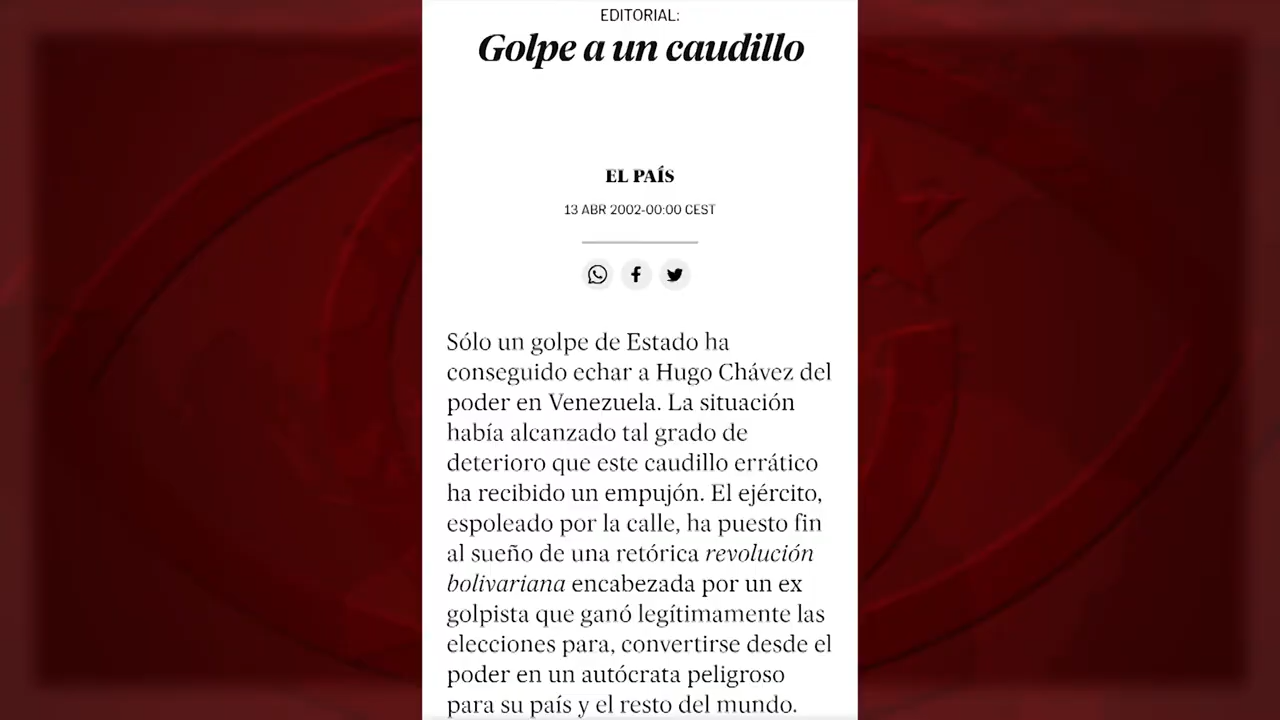 EDITORIAL:
Golpe a un caudillo
EL PAÍS
13 ABR 2002-00:00 CEST
Sólo un golpe de Estado ha
conseguido echar a Hugo Chávez del
poder en Venezuela. La situación
había alcanzado tal grado de
deterioro que este caudillo errático
ha recibido un empujón. El ejército,
espoleado por la calle, ha puesto fin
al sueño de una retórica revolución
bolivariana encabezada por un ex
golpista que ganó legítimamente las
elecciones para, convertirse desde el
poder en un autócrata peligroso
para su país y el resto del mundo.